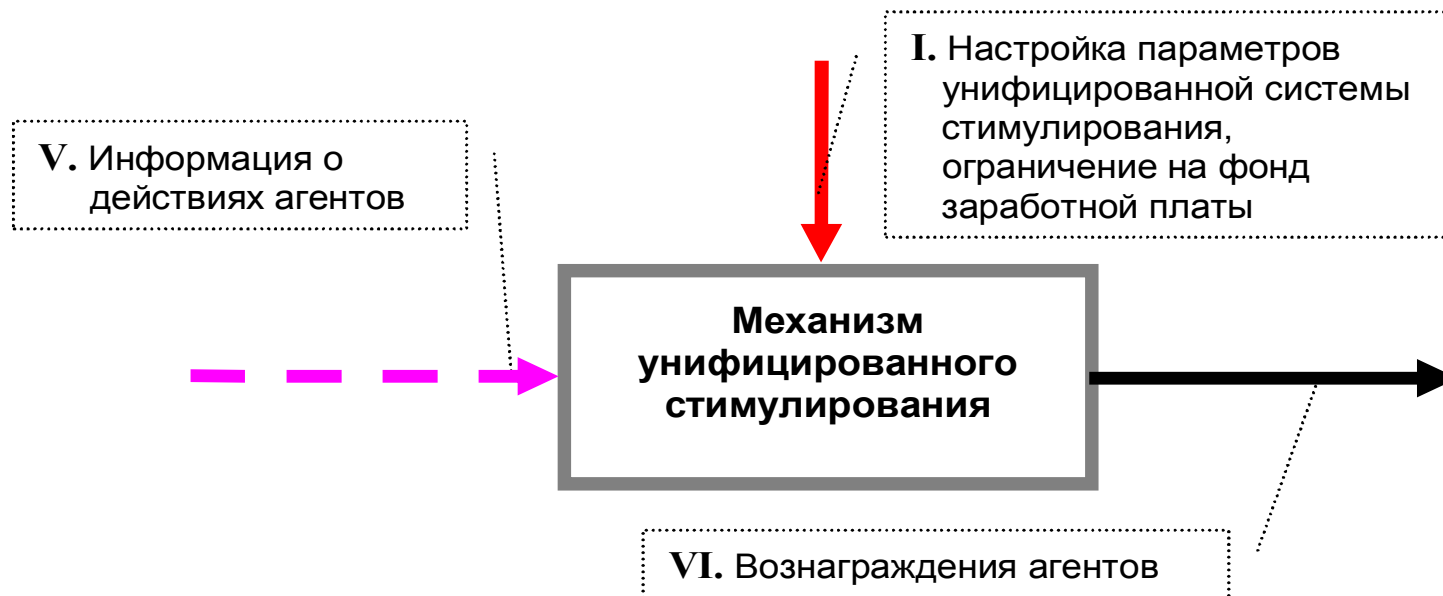 I. Настройка параметров
унифицированной системы
стимулирования,
ограничение на фонд
заработной платы
V. Информация о
действиях агентов
Механизм
унифицированного
стимулирования
VI. Вознаграждения агентов